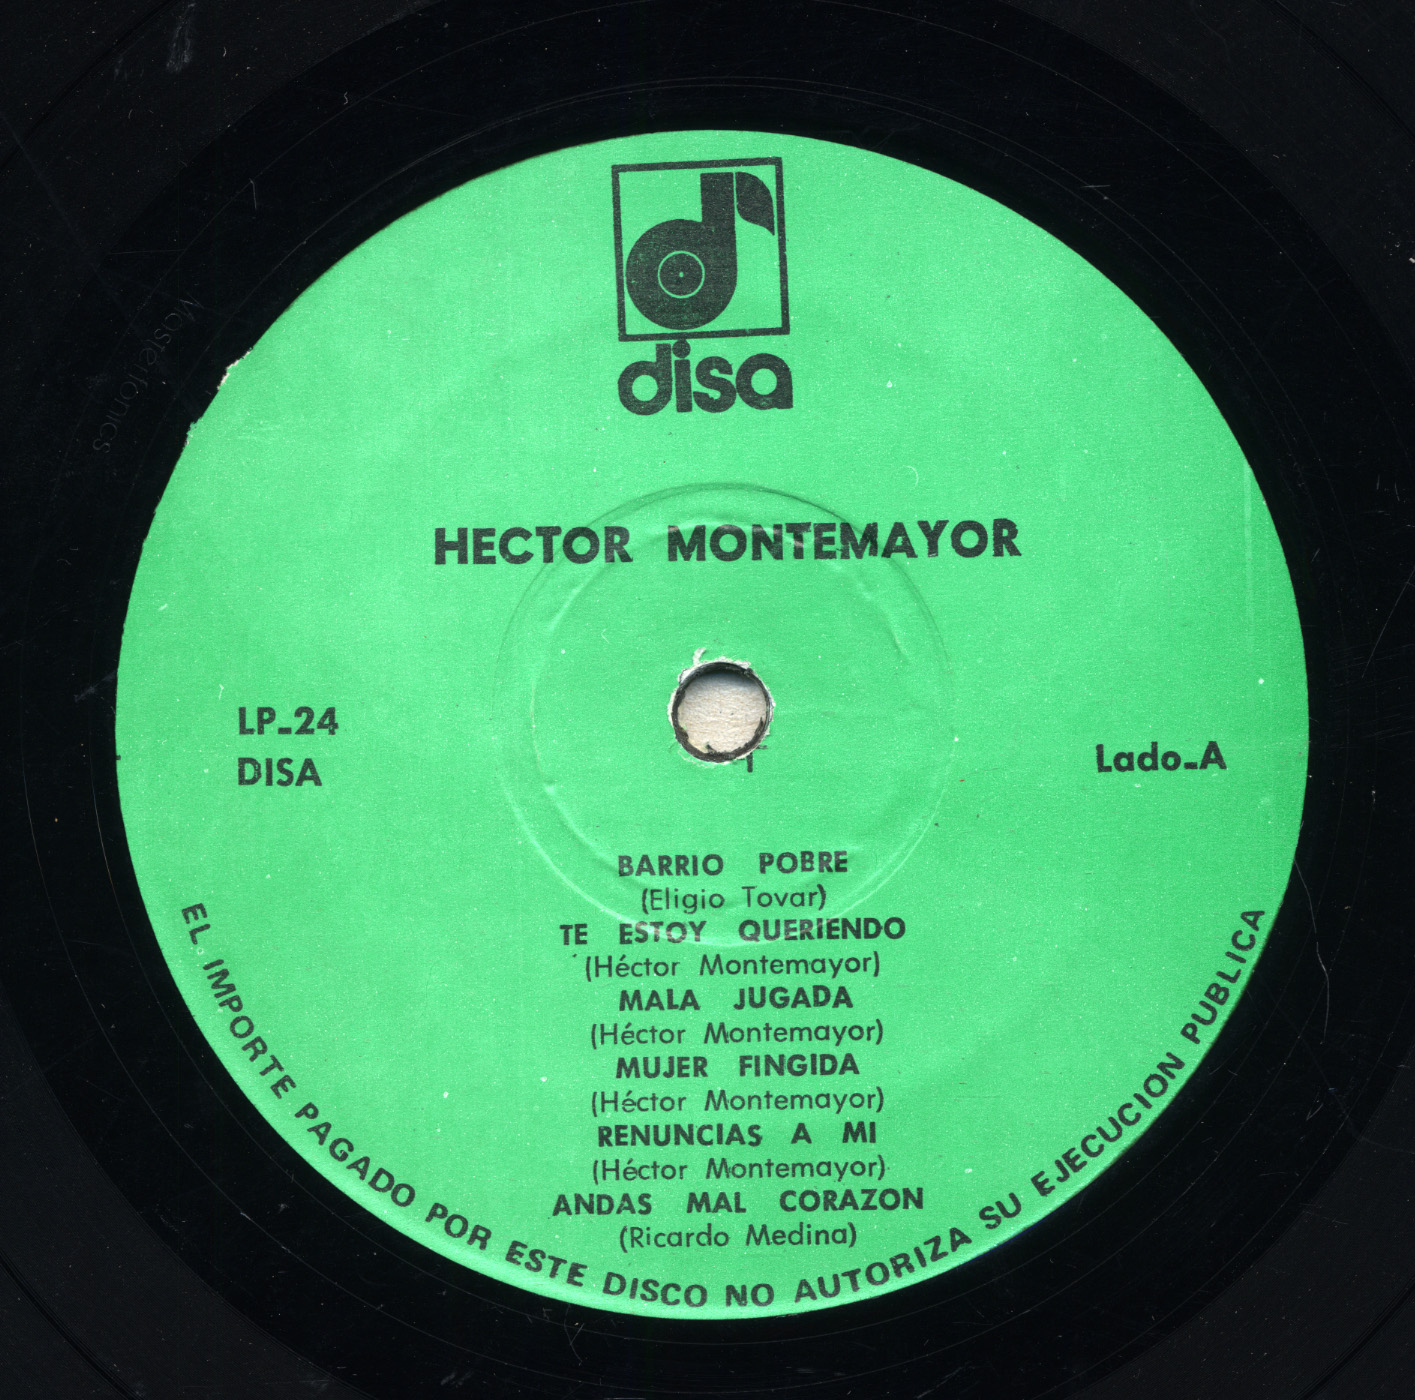 disa
HECTOR MONTEMAYOR
LP-24
DISA
Lado-A
BARRIO POBRE
(Eligio Tovar)
TE ESTOY QUERIENDO
(Héctor Montemayor)
MALA JUGADA
(Héctor Montemayor)
MUJER FINGIDA
(Héctor Montemayor)
RENUNCIAS A MI
(Héctor Montemayor)
ANDAS MAL CORAZON
(Ricardo Medina)
EL IMPORTE PAGADO POR ESTE DISCO NO AUTORIZA SU EJECUCION PUBLICA